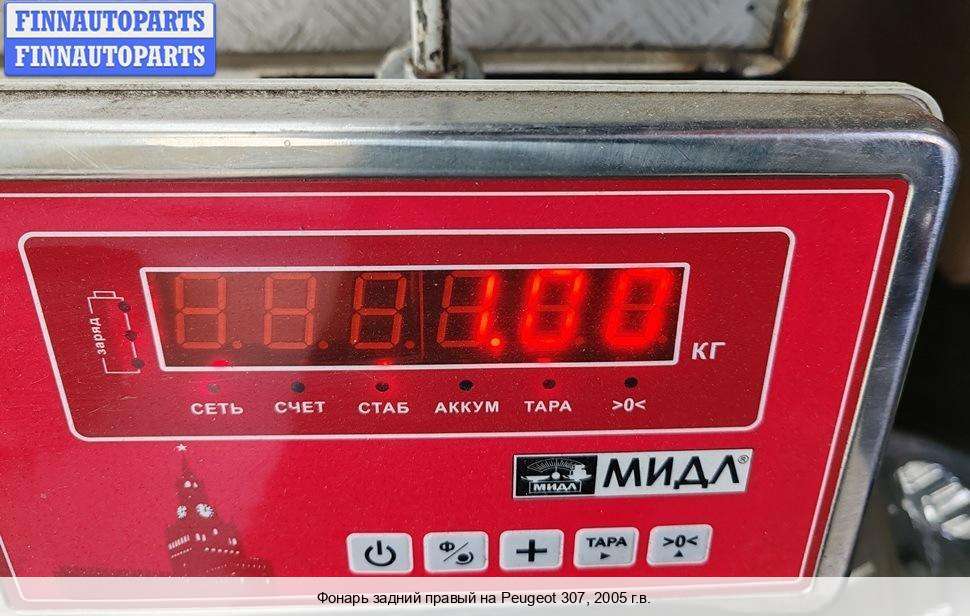 FINNAUTOPARTS
FINNAUTOPARTS
1.00
КГ
заряд
СЕТЬ СЧЕТ СТАБ АККУМ ТАРА >0<
МИДЛ МИДЛ®
Ф ТАРА >0<
Фонарь задний правый на Peugeot 307, 2005 г.в.